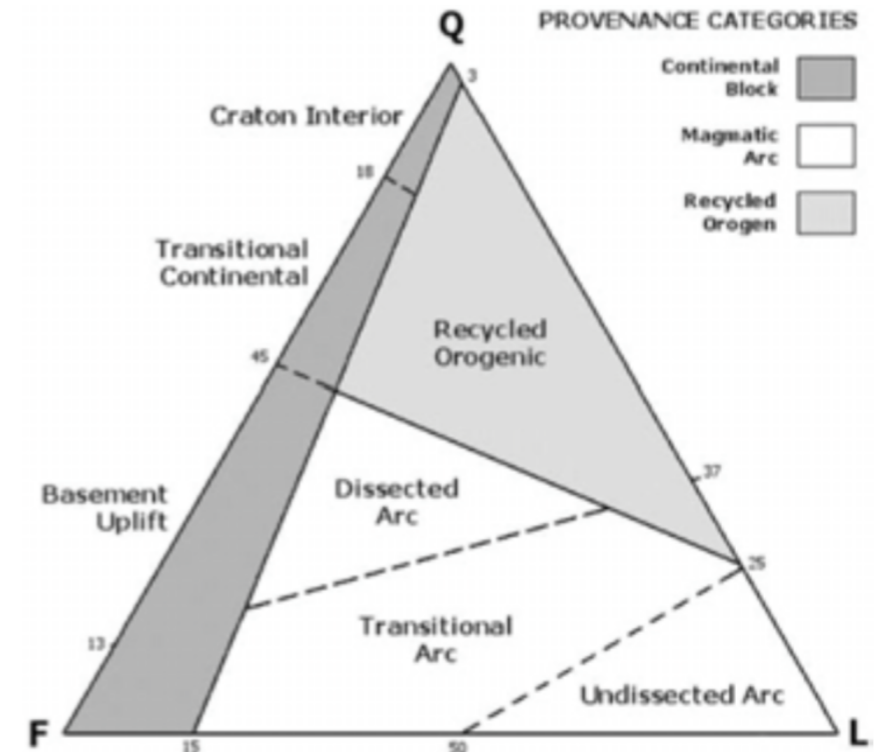 Q
PROVENANCE CATEGORIES
Continental
Block
Magmatic
Arc
Recycled
Orogen
3
Craton Interior
18
Transitional
Continental
Recycled
Orogenic
45
37
Basement
Uplift
Dissected
Arc
25
Transitional
Arc
13
Undissected Arc
F
L
15
50